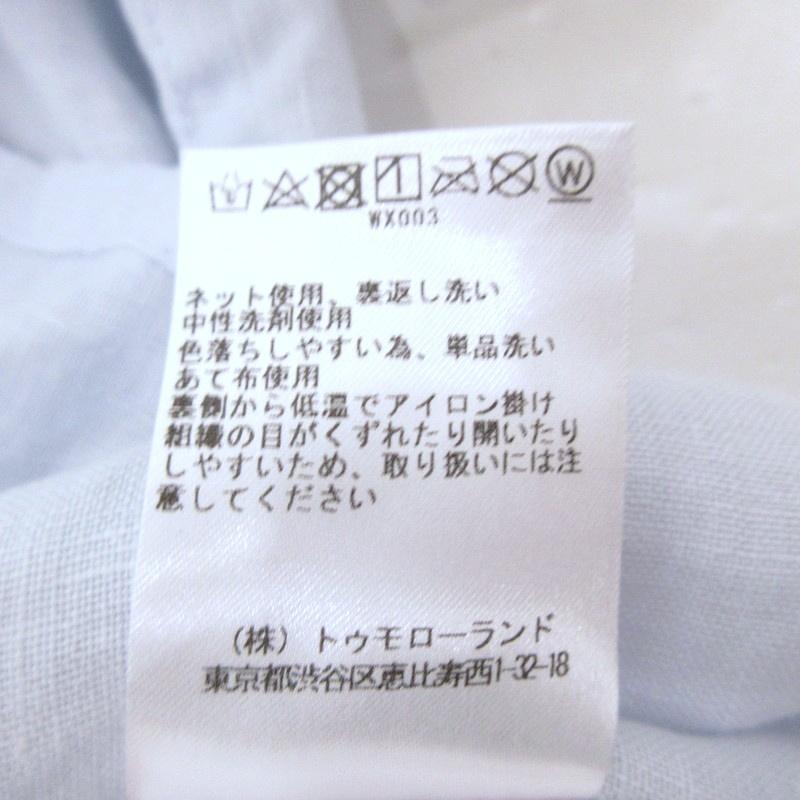 W
WX003
ネット使用、裏返し洗い
中性洗剤使用
色落ちしやすい為、単品洗い
あて布使用
裏側から低温でアイロン掛け
組織の目がくずれたり開いたり
しやすいため、取り扱いには注
意してください
（株）トゥモローランド
東京都渋谷区恵比寿西1-32-18